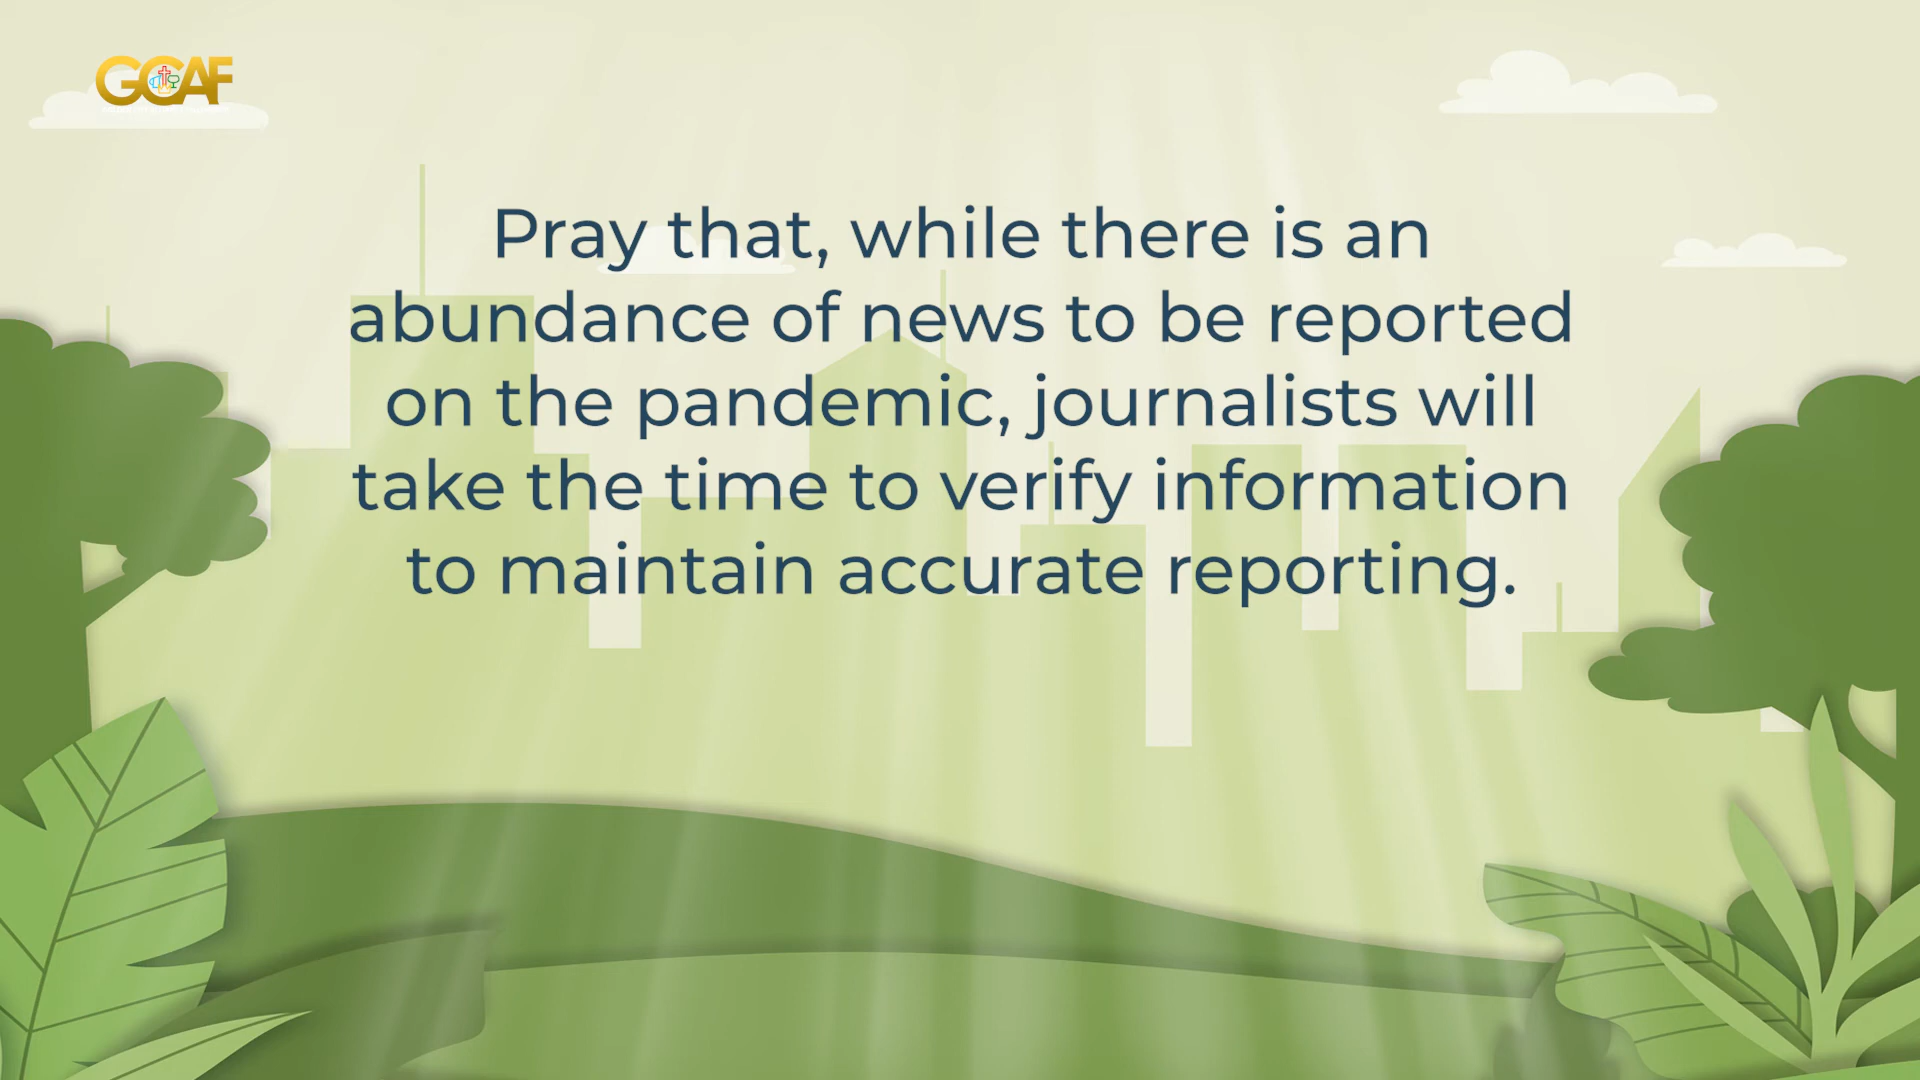 GCAF
Pray that, while there is an
abundance of news to be reported
on the pandemic, journalists will
take the time to verify information
to maintain accurate reporting.